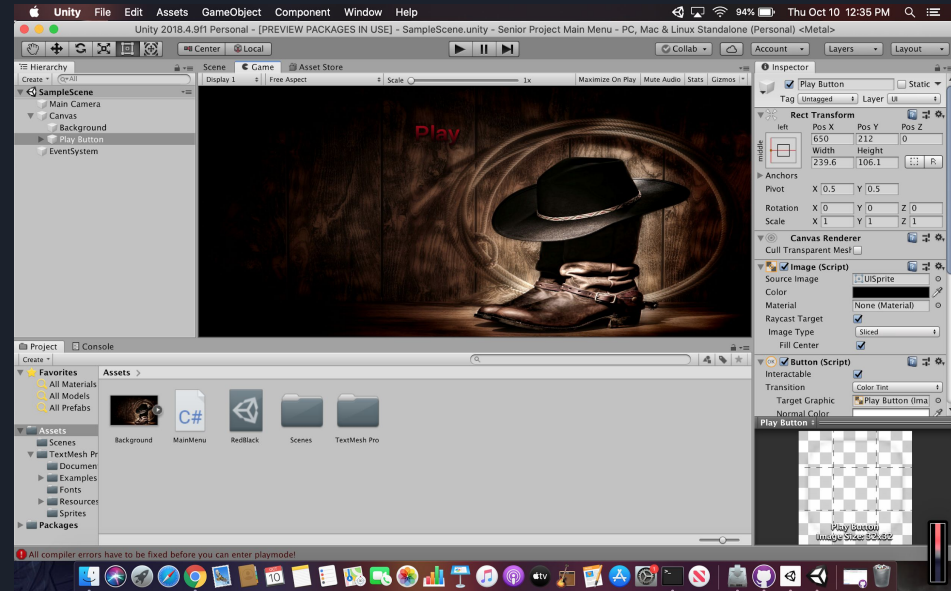 Unity File Edit Assets GameObject Component Window Help 94% Thu Oct 10 12:35 PM
Unity 2018.4.9f1 Personal - [PREVIEW PACKAGES IN USE] - SampleScene.unity - Senior Project Main Menu - PC, Mac & Linux Standalone (Personal) <Metal>
Center Local Collab Account Layers Layout
Hierarchy Scene Game Asset Store Inspector
Create All Display 1 Free Aspect Scale 1x Maximize On Play Mute Audio Stats Gizmos Play Button Static
SampleScene Tag Untagged Layer UI
Main Camera
Canvas
Background
Play Button
EventSystem
Play
Rect Transform
left Pos X Pos Y Pos Z
650 212 0
middle Width Height
239.6 106.1 R
Anchors
Pivot X 0.5 Y 0.5
Rotation X 0 Y 0 Z 0
Scale X 1 Y 1 Z 1
Canvas Renderer
Cull Transparent Mesh
Image (Script)
Source Image UISprite
Color
Material None (Material)
Raycast Target
Image Type Sliced
Fill Center
OK Button (Script)
Interactable
Transition Color Tint
Target Graphic Play Button (Ima
Normal Color
Project Console
Create
Favorites
All Materials
All Models
All Prefabs
Assets
Scenes
TextMesh Pr
Documen
Examples
Fonts
Resources
Sprites
Packages
Assets >
C#
Background MainMenu RedBlack Scenes TextMesh Pro
Play Button
Play Button
Image Size: 32x32
All compiler errors have to be fixed before you can enter playmode!
10
tv